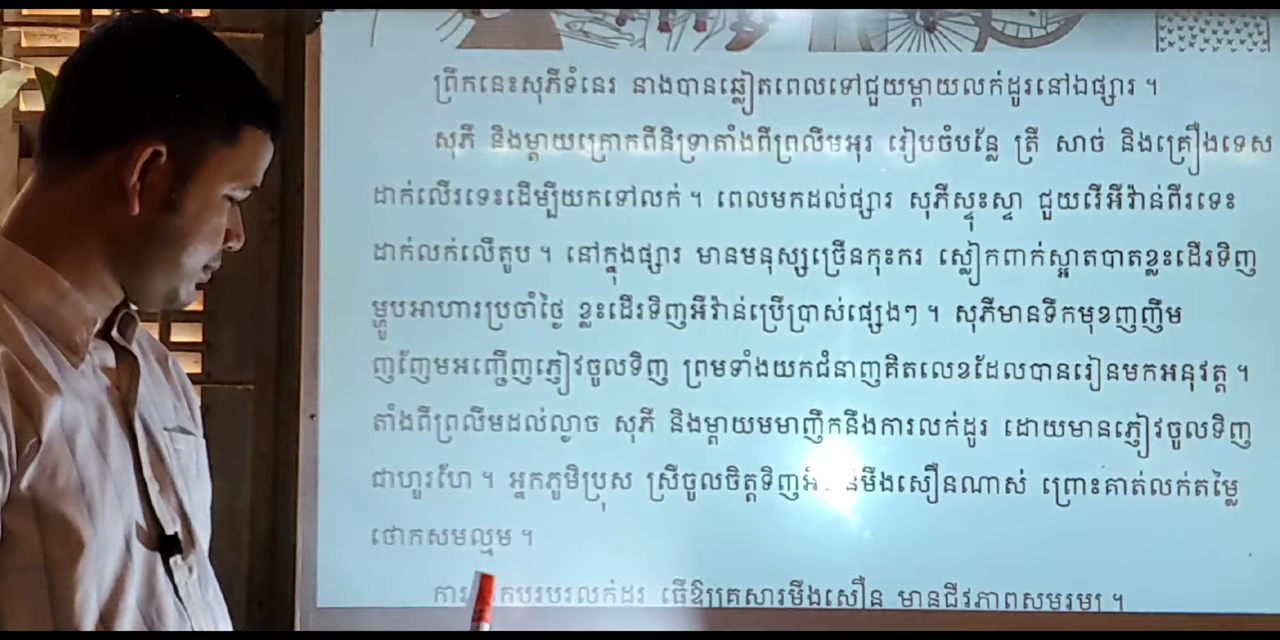 ព្រឹកនេះសុភីទំនេរ នាងបានឆ្លៀតពេលទៅជួយម្ដាយលក់ដូរនៅឯផ្សារ ។
សុភី និងម្ដាយក្រោកពីនិទ្រាតាំងពីព្រលឹមអុរ រៀបចំបន្លែ ត្រី សាច់ និងគ្រឿងទេស
ដាក់លើរទេះដើម្បីយកទៅលក់ ។ ពេលមកដល់ផ្សារ សុភីស្ទុះស្ទា ជួយរើអីវ៉ាន់ពីរទេះ
ដាក់លក់លើតូប ។ នៅក្នុងផ្សារ មានមនុស្សច្រើនកុះករ ស្លៀកពាក់ស្អាតបាតខ្លះដើរទិញ
ម្ហូបអាហារប្រចាំថ្ងៃ ខ្លះដើរទិញអីវ៉ាន់ប្រើប្រាស់ផ្សេងៗ ។ សុភីមានទឹកមុខញញឹម
ញញែមអញ្ជើញភ្ញៀវចូលទិញ ព្រមទាំងយកជំនាញគិតលេខដែលបានរៀនមកអនុវត្ត ។
តាំងពីព្រលឹមដល់ល្ងាច សុភី និងម្ដាយមមាញឹកនឹងការលក់ដូរ ដោយមានភ្ញៀវចូលទិញ
ជាហូរហែ ។ អ្នកភូមិប្រុស ស្រីចូលចិត្តទិញ មីងសឿនណាស់ ព្រោះគាត់លក់តម្លៃ
ថោកសមល្មម ។
ការ របរលក់ដូរ ធ្វើឱ្យគ្រួសារមីងសឿន មានជីវភាពសមរម្យ ។